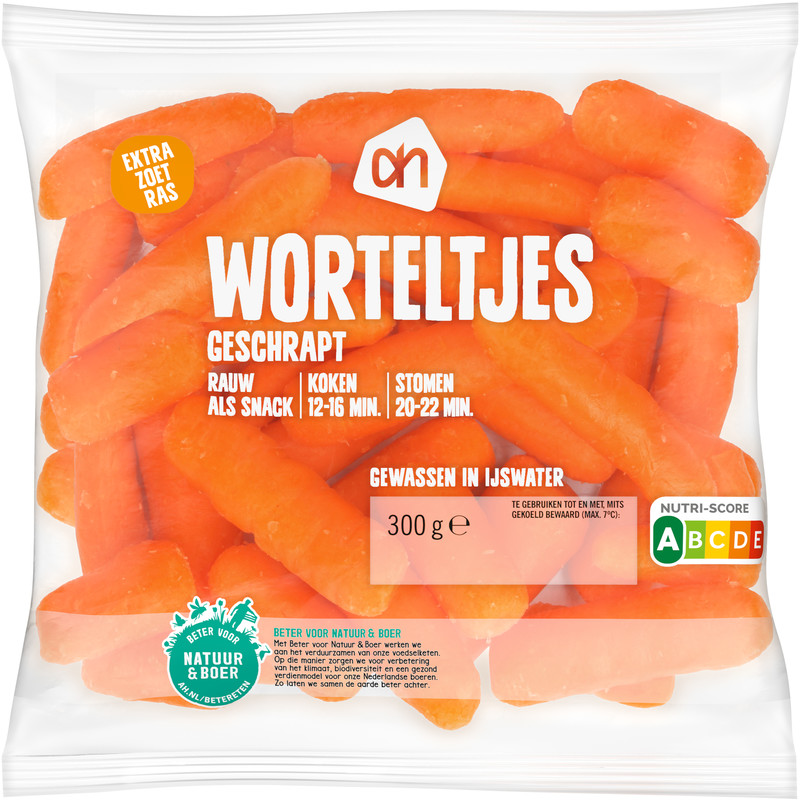 EXTRA
ZOET
RAS
ah
WORTELTJES
GESCHRAPT
RAUW
ALS SNACK
KOKEN
12-16 MIN.
STOMEN
20-22 MIN.
GEWASSEN IN IJSWATER
300 g ℮
TE GEBRUIKEN TOT EN MET, MITS
GEKOELD BEWAARD (MAX. 7°C):
NUTRI-SCORE
A B C D E
BETER VOOR
NATUUR
& BOER
AH.NL/BETERETEN
BETER VOOR NATUUR & BOER
Met Beter voor Natuur & Boer werken we
aan het verduurzamen van onze voedselketen.
Op die manier zorgen we voor verbetering
van het klimaat, biodiversiteit en een gezond
verdienmodel voor onze Nederlandse boeren.
Zo laten we samen de aarde beter achter.